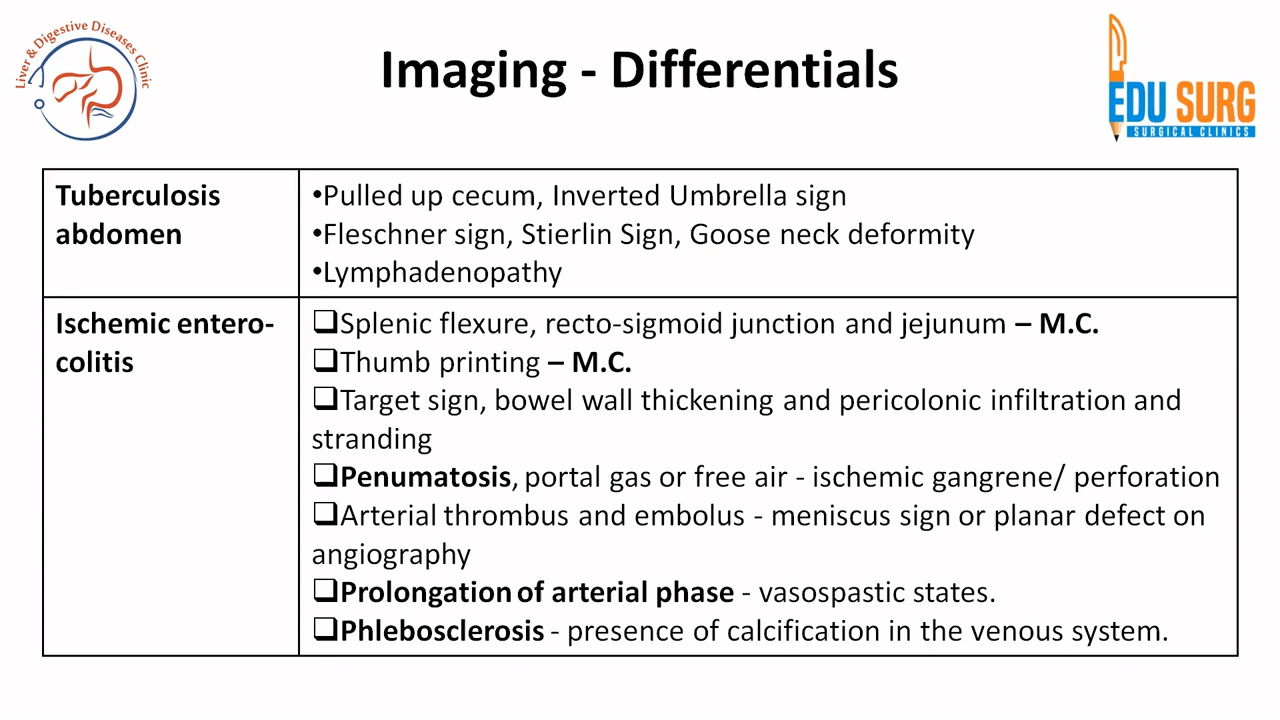 Liver & Digestive Diseases Clinic
Imaging - Differentials
EDU SURG
SURGICAL CLINICS
Tuberculosis
abdomen
•Pulled up cecum, Inverted Umbrella sign
•Fleschner sign, Stierlin Sign, Goose neck deformity
•Lymphadenopathy
Ischemic entero-
colitis
❑Splenic flexure, recto-sigmoid junction and jejunum – M.C.
❑Thumb printing – M.C.
❑Target sign, bowel wall thickening and pericolonic infiltration and
stranding
❑Penumatosis, portal gas or free air - ischemic gangrene/ perforation
❑Arterial thrombus and embolus - meniscus sign or planar defect on
angiography
❑Prolongation of arterial phase - vasospastic states.
❑Phlebosclerosis - presence of calcification in the venous system.